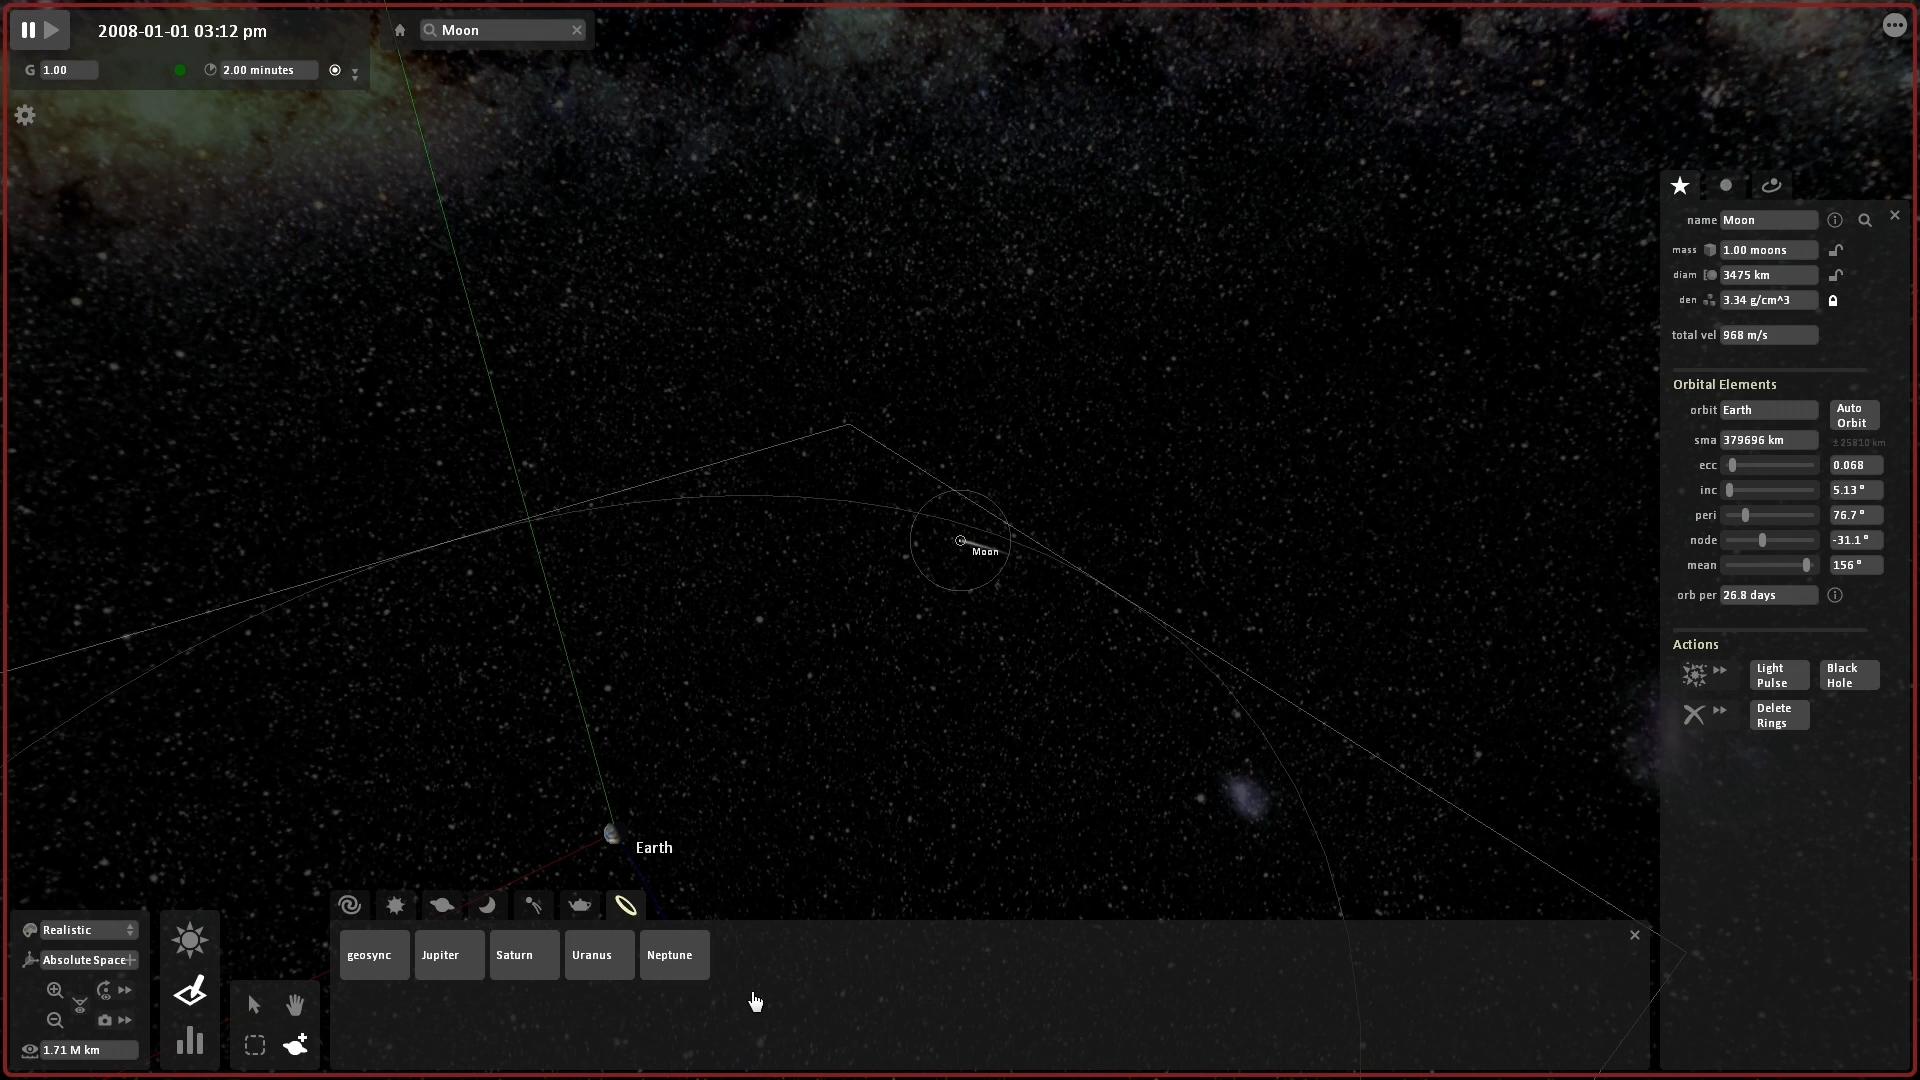 2008-01-01 03:12 pm
Moon
G 1.00
2.00 minutes
name Moon
mass 1.00 moons
diam 3475 km
den 3.34 g/cm^3
total vel 968 m/s
Orbital Elements
orbit Earth
Auto Orbit
sma 379696 km
±25810 km
ecc 0.068
inc 5.13°
peri 76.7°
node -31.1°
mean 156°
orb per 26.8 days
Actions
Light Pulse
Black Hole
Delete Rings
Moon
Earth
geosync
Jupiter
Saturn
Uranus
Neptune
Realistic
Absolute Space
1.71 M km